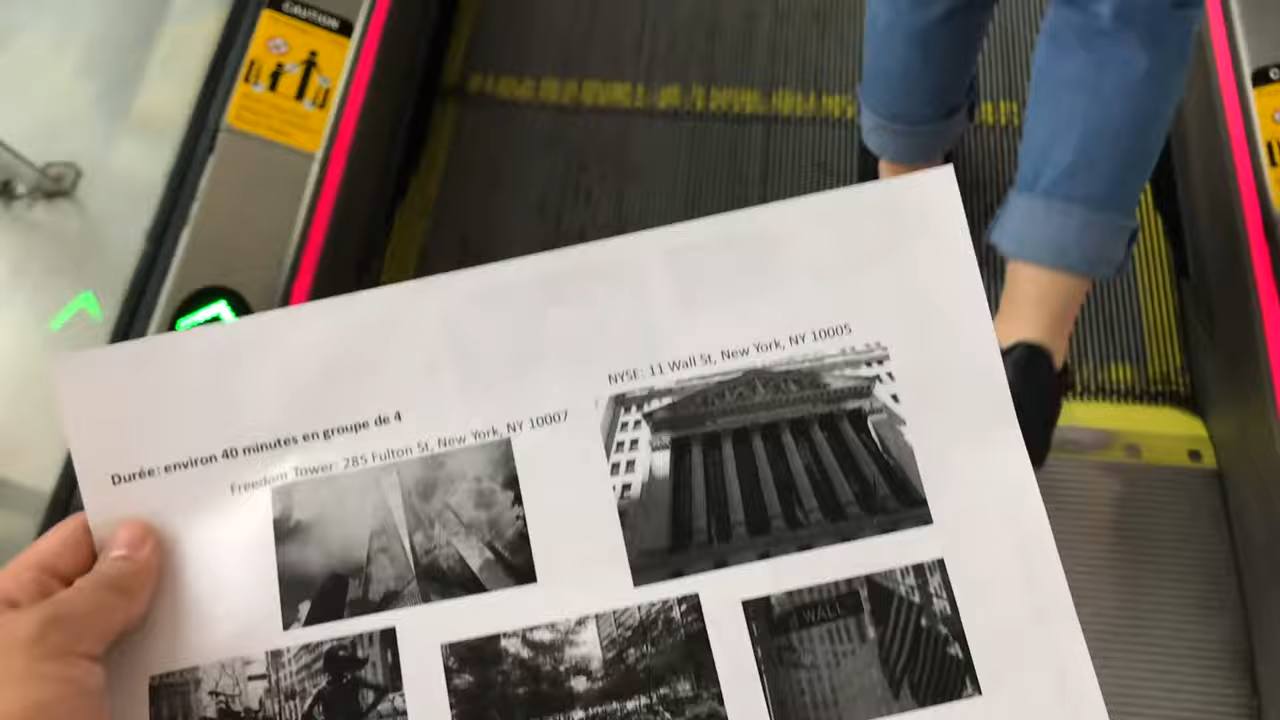 CAUTION
NYSE: 11 Wall St, New York, NY 10005
Durée: environ 40 minutes en groupe de 4
Freedom Tower: 285 Fulton St, New York, NY 10007
WALL